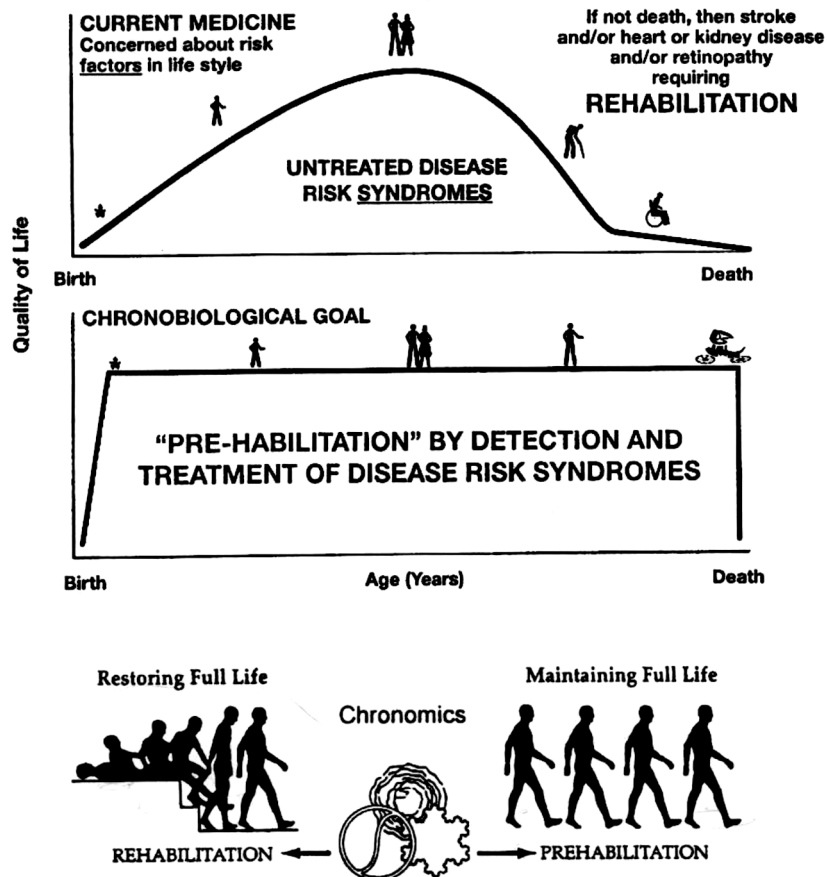 CURRENT MEDICINE
Concerned about risk
factors in life style
If not death, then stroke
and/or heart or kidney disease
and/or retinopathy
requiring
REHABILITATION
UNTREATED DISEASE
RISK SYNDROMES
Quality of Life
Birth
Death
CHRONOBIOLOGICAL GOAL
"PRE-HABILITATION" BY DETECTION AND
TREATMENT OF DISEASE RISK SYNDROMES
Birth
Age (Years)
Death
Restoring Full Life
Maintaining Full Life
Chronomics
REHABILITATION
PREHABILITATION